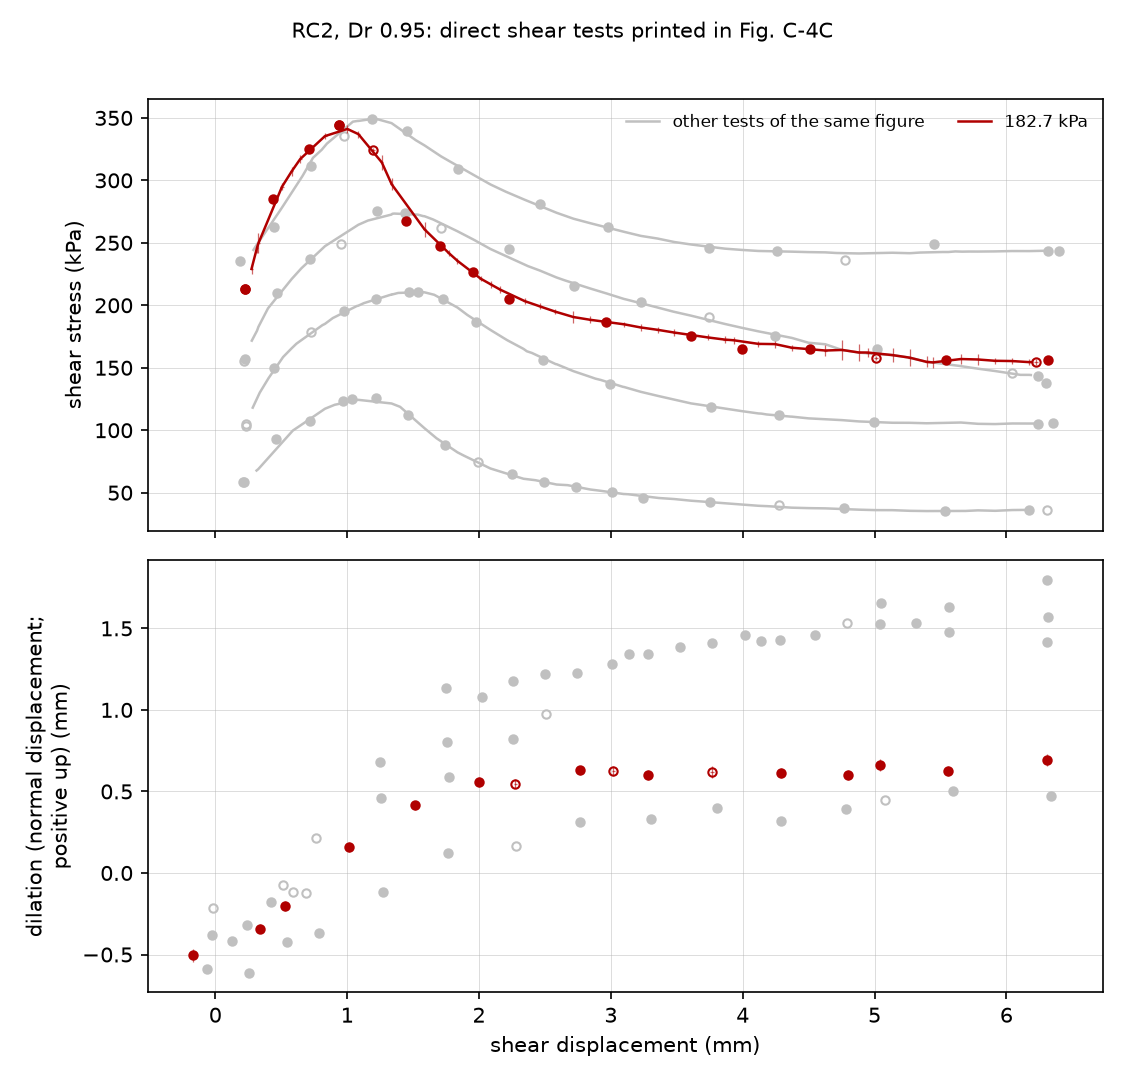 RC2, Dr 0.95: direct shear tests printed in Fig. C-4C
other tests of the same figure
182.7 kPa
350
300
250
200
150
100
50
shear stress (kPa)
1.5
1.0
0.5
0.0
−0.5
dilation (normal displacement;
positive up) (mm)
0 1 2 3 4 5 6
shear displacement (mm)